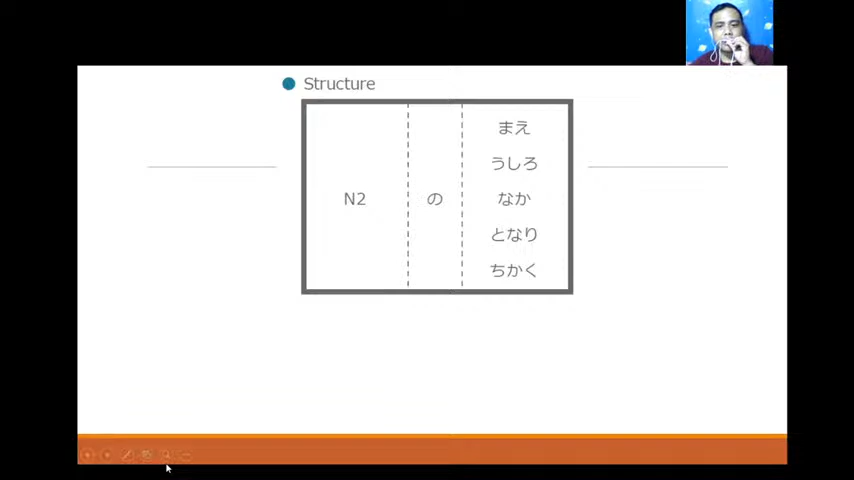 Structure
N2
の
まえ
うしろ
なか
となり
ちかく